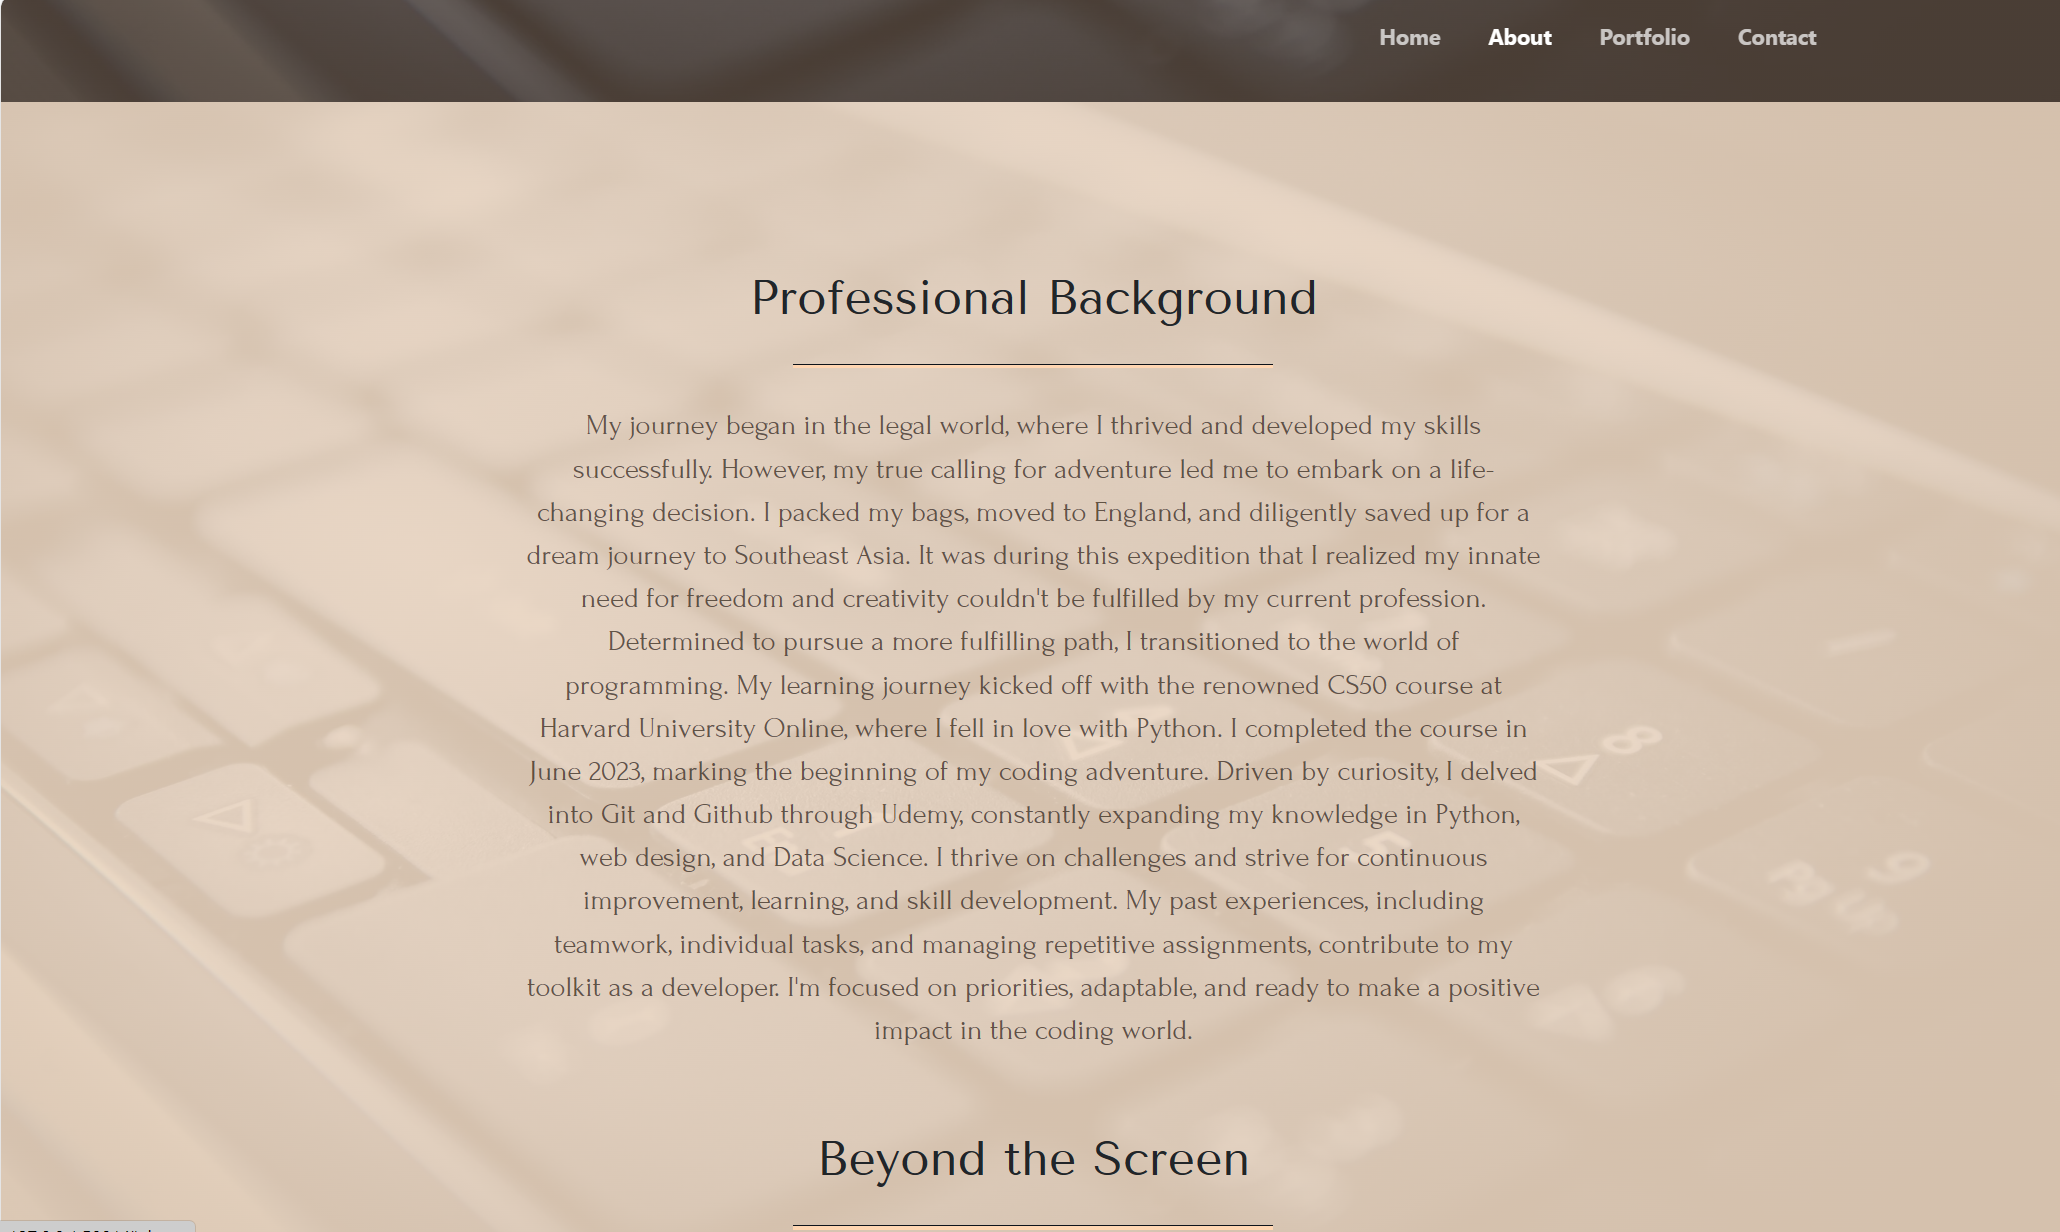 Home About Portfolio Contact
Professional Background
My journey began in the legal world, where I thrived and developed my skills
successfully. However, my true calling for adventure led me to embark on a life-
changing decision. I packed my bags, moved to England, and diligently saved up for a
dream journey to Southeast Asia. It was during this expedition that I realized my innate
need for freedom and creativity couldn't be fulfilled by my current profession.
Determined to pursue a more fulfilling path, I transitioned to the world of
programming. My learning journey kicked off with the renowned CS50 course at
Harvard University Online, where I fell in love with Python. I completed the course in
June 2023, marking the beginning of my coding adventure. Driven by curiosity, I delved
into Git and Github through Udemy, constantly expanding my knowledge in Python,
web design, and Data Science. I thrive on challenges and strive for continuous
improvement, learning, and skill development. My past experiences, including
teamwork, individual tasks, and managing repetitive assignments, contribute to my
toolkit as a developer. I'm focused on priorities, adaptable, and ready to make a positive
impact in the coding world.
8
5
9
Pg up
6
Beyond the Screen